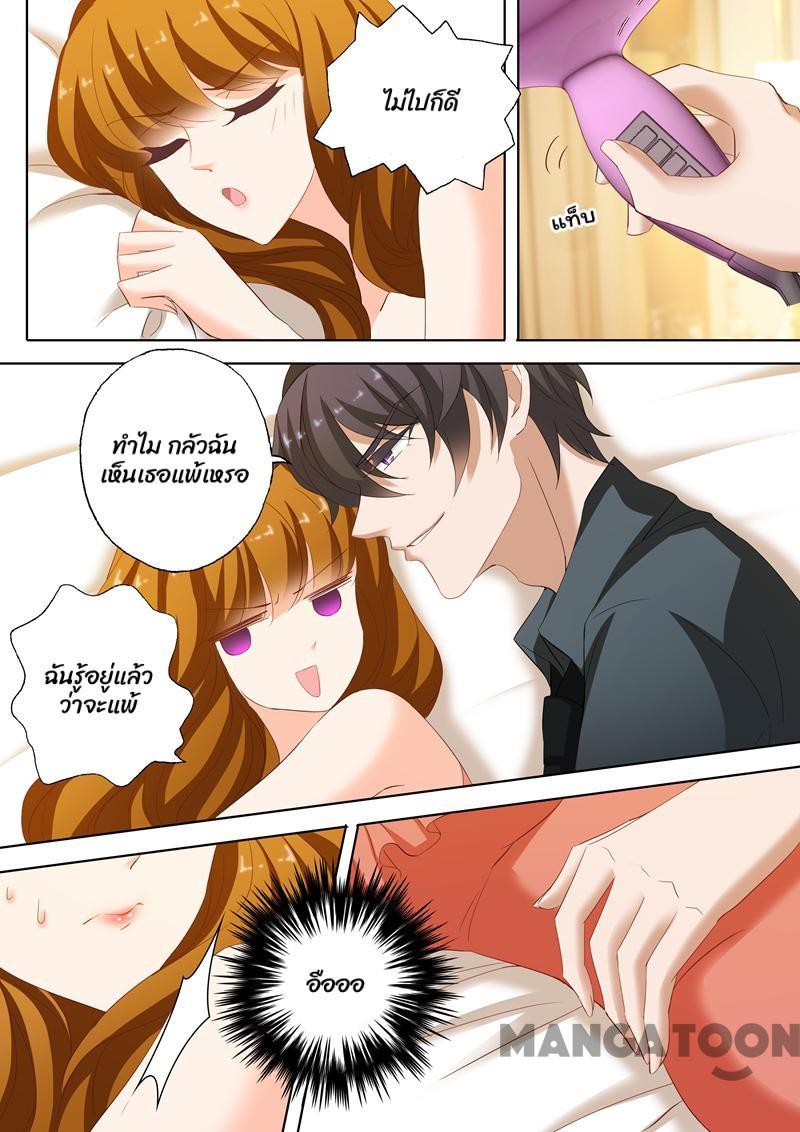 ไม่ไปก็ดี
แท็บ
ทำไม กลัวฉัน
เห็นเธอแพ้เหรอ
ฉันรู้อยู่แล้ว
ว่าจะแพ้
อือออ
MANGATOON